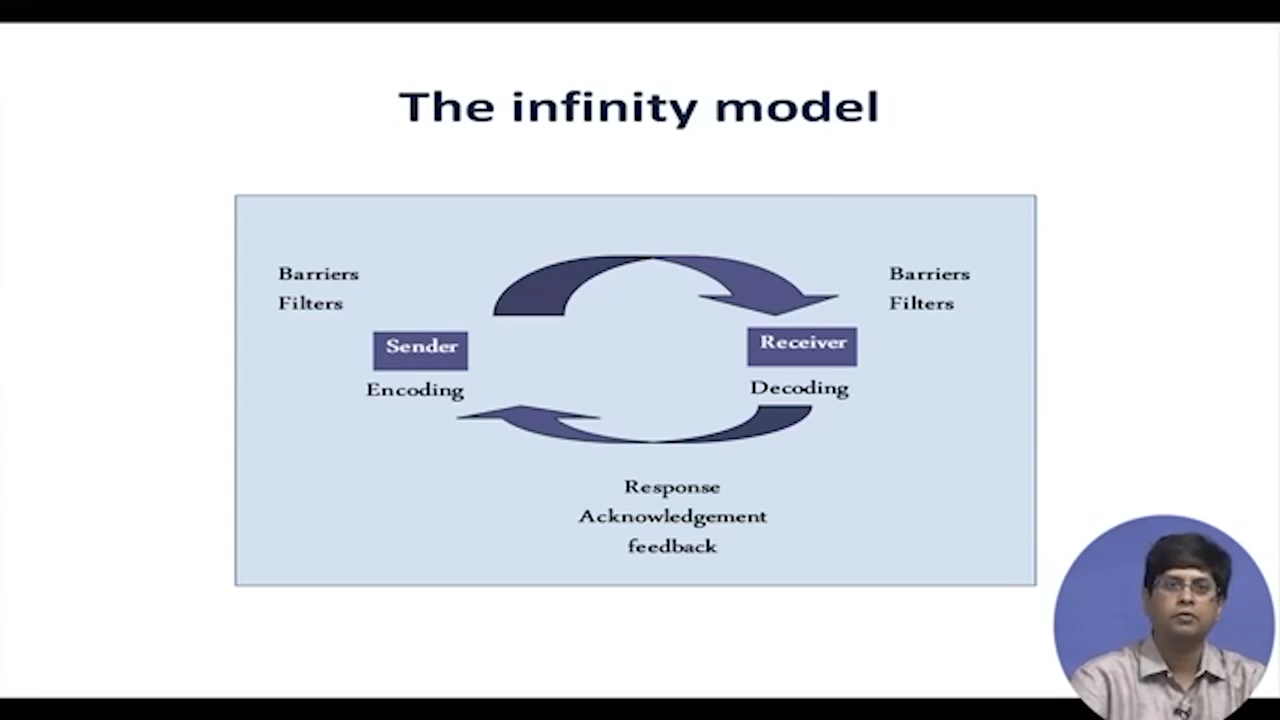 The infinity model
Barriers
Filters
Barriers
Filters
Sender
Receiver
Encoding
Decoding
Response
Acknowledgement
feedback